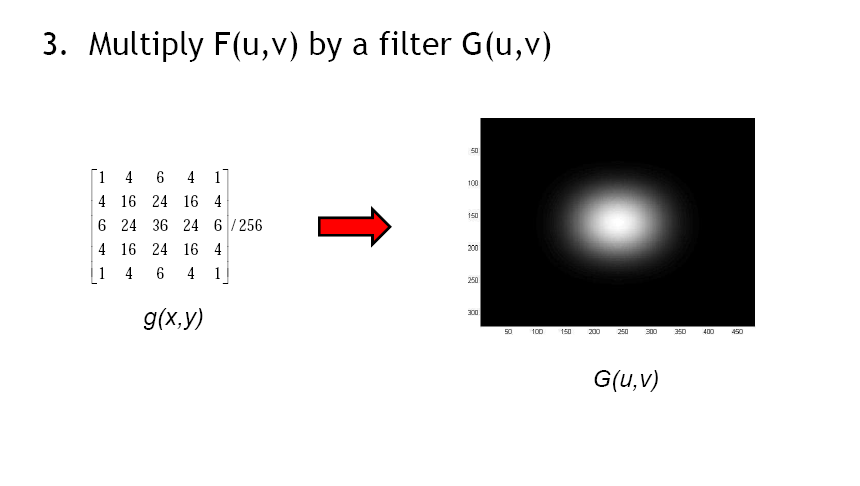 3. Multiply F(u,v) by a filter G(u,v)
1 4 6 4 1
4 16 24 16 4
6 24 36 24 6 /256
4 16 24 16 4
1 4 6 4 1
g(x,y)
50
100
150
200
250
300
50 100 150 200 250 300 350 400 450
G(u,v)